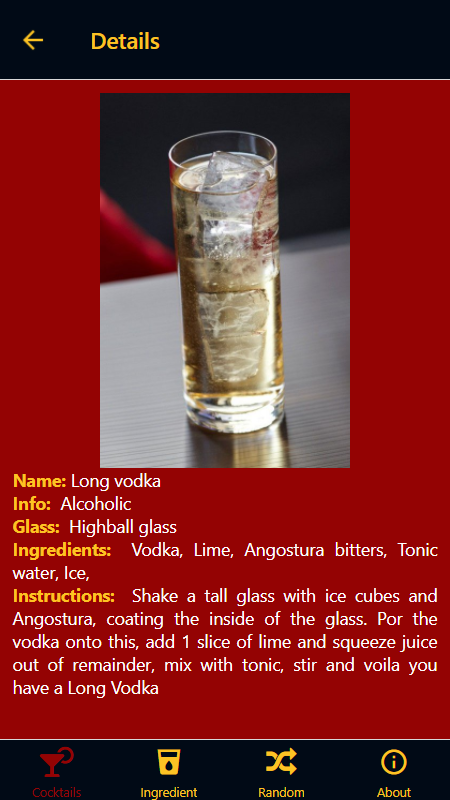 Details
Name: Long vodka
Info: Alcoholic
Glass: Highball glass
Ingredients: Vodka, Lime, Angostura bitters, Tonic
water, Ice,
Instructions: Shake a tall glass with ice cubes and
Angostura, coating the inside of the glass. Por the
vodka onto this, add 1 slice of lime and squeeze juice
out of remainder, mix with tonic, stir and voila you
have a Long Vodka
Cocktails Ingredient Random About